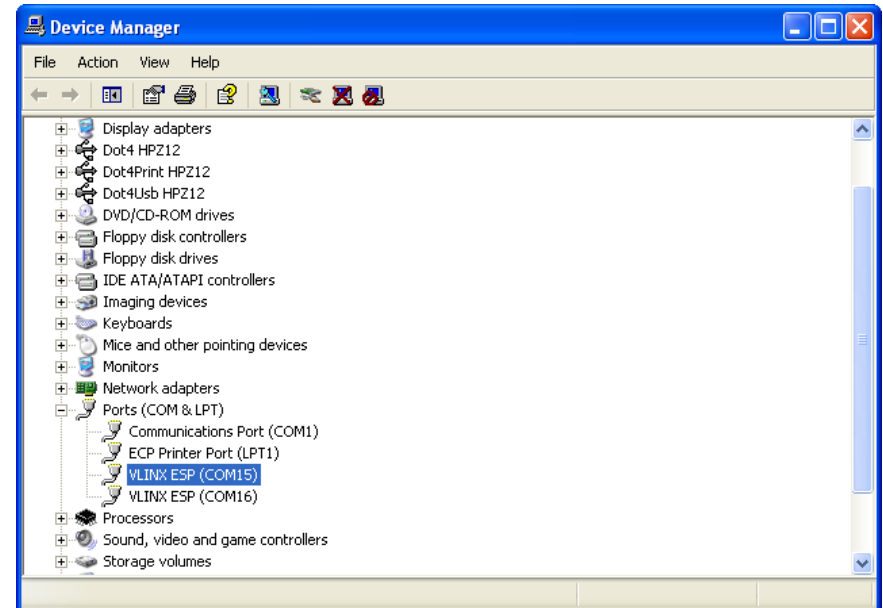 Device Manager
File Action View Help
Display adapters
Dot4 HPZ12
Dot4Print HPZ12
Dot4Usb HPZ12
DVD/CD-ROM drives
Floppy disk controllers
Floppy disk drives
IDE ATA/ATAPI controllers
Imaging devices
Keyboards
Mice and other pointing devices
Monitors
Network adapters
Ports (COM & LPT)
Communications Port (COM1)
ECP Printer Port (LPT1)
VLINX ESP (COM15)
VLINX ESP (COM16)
Processors
Sound, video and game controllers
Storage volumes